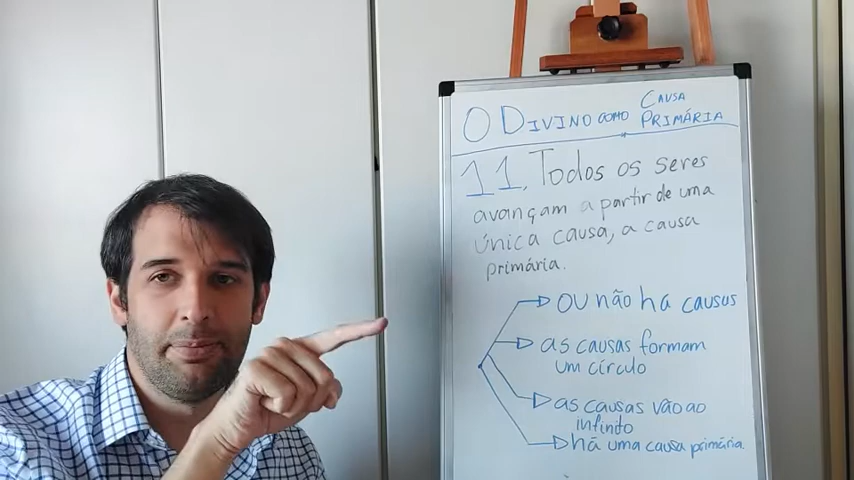 O DIVINO COMO CAUSA PRIMÁRIA
11. Todos os seres
avançam a partir de uma
única causa, a causa
primária.
ou não há causas
as causas formam
um círculo
as causas vão ao
infinito
há uma causa primária.